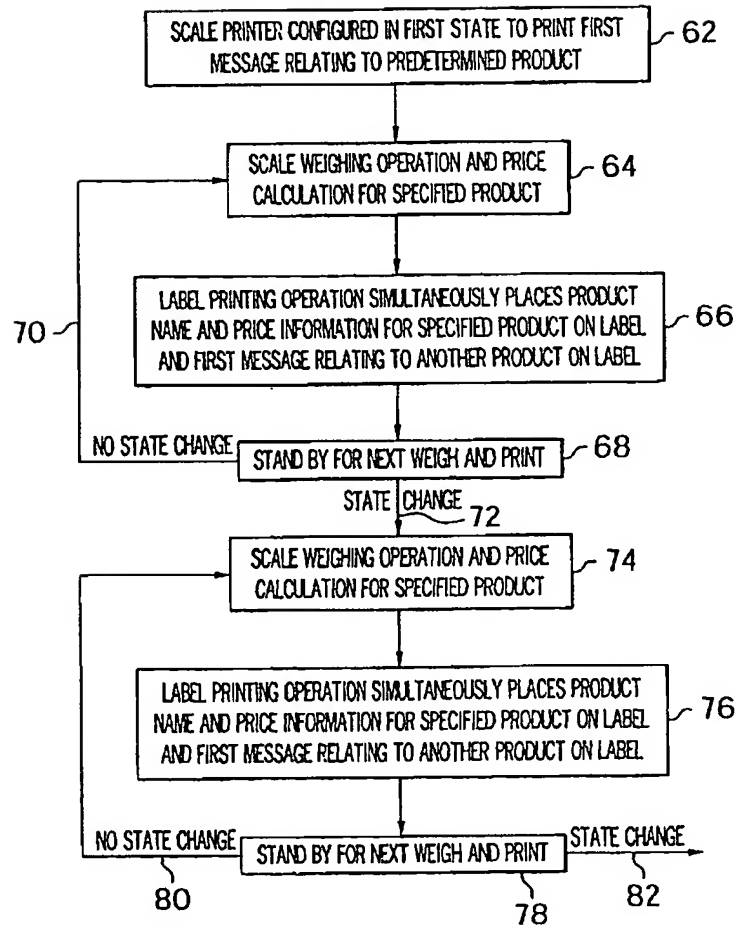 SCALE PRINTER CONFIGURED IN FIRST STATE TO PRINT FIRST
MESSAGE RELATING TO PREDETERMINED PRODUCT
62
SCALE WEIGHING OPERATION AND PRICE
CALCULATION FOR SPECIFIED PRODUCT
64
LABEL PRINTING OPERATION SIMULTANEOUSLY PLACES PRODUCT
NAME AND PRICE INFORMATION FOR SPECIFIED PRODUCT ON LABEL
AND FIRST MESSAGE RELATING TO ANOTHER PRODUCT ON LABEL
66
70
NO STATE CHANGE
STAND BY FOR NEXT WEIGH AND PRINT
68
STATE CHANGE
72
SCALE WEIGHING OPERATION AND PRICE
CALCULATION FOR SPECIFIED PRODUCT
74
LABEL PRINTING OPERATION SIMULTANEOUSLY PLACES PRODUCT
NAME AND PRICE INFORMATION FOR SPECIFIED PRODUCT ON LABEL
AND FIRST MESSAGE RELATING TO ANOTHER PRODUCT ON LABEL
76
NO STATE CHANGE
STAND BY FOR NEXT WEIGH AND PRINT
STATE CHANGE
80
78
82